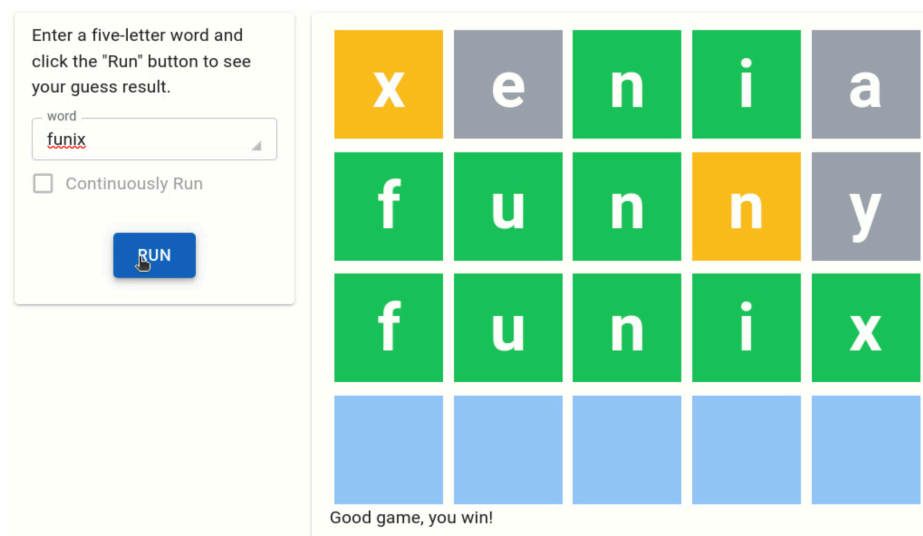 Enter a five-letter word and
click the "Run" button to see
your guess result.
word
funix
Continuously Run
RUN
x e n i a
f u n n y
f u n i x
Good game, you win!